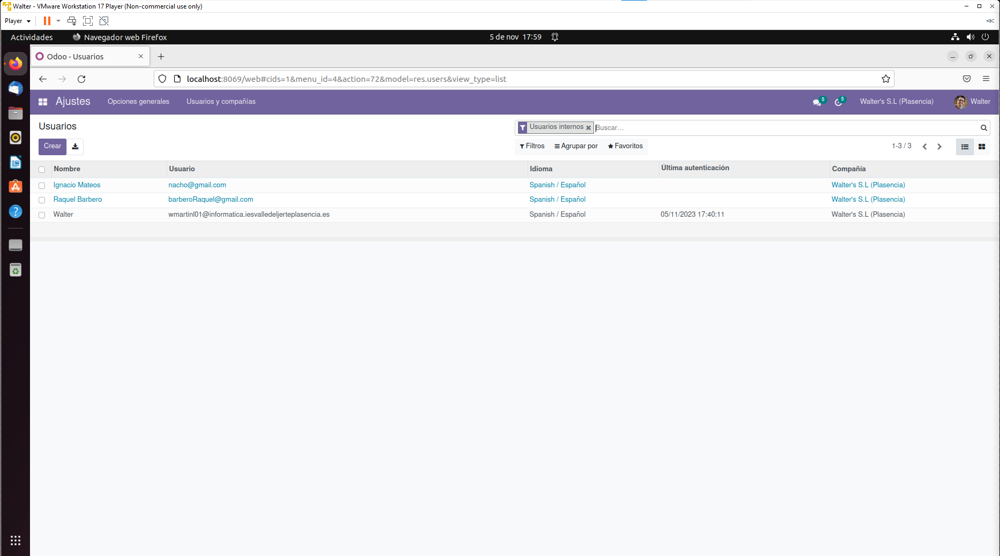 Walter - VMware Workstation 17 Player (Non-commercial use only)
Player
Actividades Navegador web Firefox 5 de nov 17:59
Odoo - Usuarios
localhost:8069/web#cids=1&menu_id=4&action=72&model=res.users&view_type=list
Ajustes Opciones generales Usuarios y compañías 5 5 Walter's S.L (Plasencia) Walter
Usuarios Usuarios internos Buscar...
Crear Filtros Agrupar por Favoritos 1-3 / 3
Nombre Usuario Idioma Última autenticación Compañía
Ignacio Mateos nacho@gmail.com Spanish / Español Walter's S.L (Plasencia)
Raquel Barbero barberoRaquel@gmail.com Spanish / Español Walter's S.L (Plasencia)
Walter wmartinl01@informatica.iesvalledeljerteplasencia.es Spanish / Español 05/11/2023 17:40:11 Walter's S.L (Plasencia)